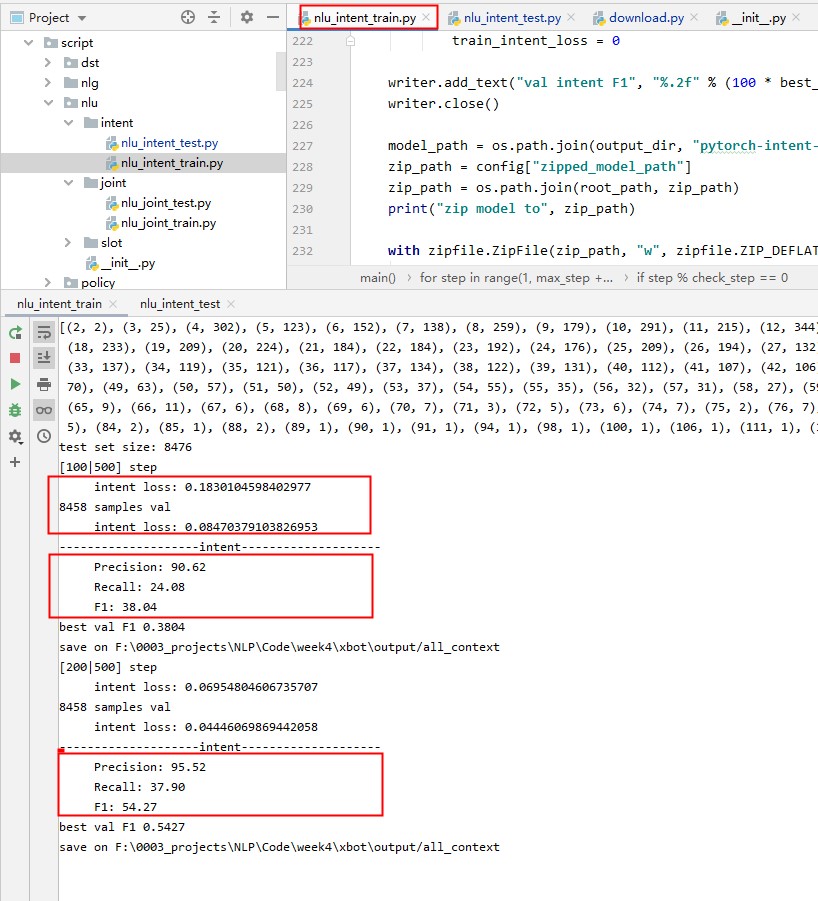 Project
nlu_intent_train.py
nlu_intent_test.py
download.py
__init__.py
script
dst
nlg
nlu
intent
nlu_intent_test.py
nlu_intent_train.py
joint
nlu_joint_test.py
nlu_joint_train.py
slot
__init__.py
policy
222 train_intent_loss = 0
223
224 writer.add_text("val intent F1", "%.2f" % (100 * best_
225 writer.close()
226
227 model_path = os.path.join(output_dir, "pytorch-intent-
228 zip_path = config["zipped_model_path"]
229 zip_path = os.path.join(root_path, zip_path)
230 print("zip model to", zip_path)
231
232 with zipfile.ZipFile(zip_path, "w", zipfile.ZIP_DEFLAT
main() › for step in range(1, max_step +... › if step % check_step == 0
nlu_intent_train
nlu_intent_test
[(2, 2), (3, 25), (4, 302), (5, 123), (6, 152), (7, 138), (8, 259), (9, 179), (10, 291), (11, 215), (12, 344)
(18, 233), (19, 209), (20, 224), (21, 184), (22, 184), (23, 192), (24, 176), (25, 209), (26, 194), (27, 132
(33, 137), (34, 119), (35, 121), (36, 117), (37, 134), (38, 122), (39, 131), (40, 112), (41, 107), (42, 106
70), (49, 63), (50, 57), (51, 50), (52, 49), (53, 37), (54, 55), (55, 35), (56, 32), (57, 31), (58, 27), (59
(65, 9), (66, 11), (67, 6), (68, 8), (69, 6), (70, 7), (71, 3), (72, 5), (73, 6), (74, 7), (75, 2), (76, 7),
5), (84, 2), (85, 1), (88, 2), (89, 1), (90, 1), (91, 1), (94, 1), (98, 1), (100, 1), (106, 1), (111, 1), (
test set size: 8476
[100|500] step
intent loss: 0.1830104598402977
8458 samples val
intent loss: 0.08470379103826953
--------------------intent--------------------
Precision: 90.62
Recall: 24.08
F1: 38.04
best val F1 0.3804
save on F:\0003_projects\NLP\Code\week4\xbot\output/all_context
[200|500] step
intent loss: 0.06954804606735707
8458 samples val
intent loss: 0.04446069869442058
--------------------intent--------------------
Precision: 95.52
Recall: 37.90
F1: 54.27
best val F1 0.5427
save on F:\0003_projects\NLP\Code\week4\xbot\output/all_context